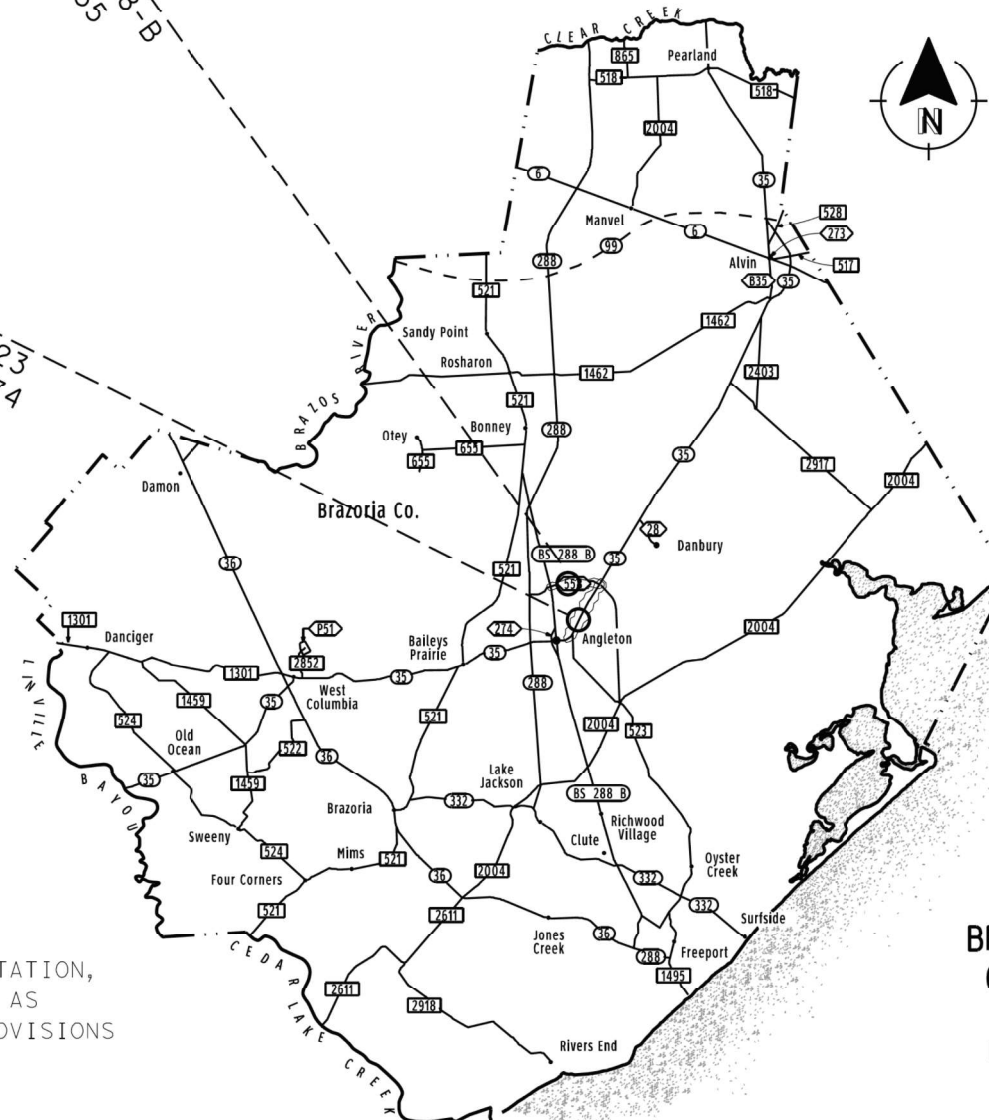 8-B
CLEAR CREEK
865
Pearland
518
518
2004
N
6
35
528
Manvel
6
273
99
288
Alvin
517
521
B35
35
1462
Sandy Point
BRAZOS RIVER
Rosharon
1462
2403
23
521
Bonney
288
Otey
655
655
35
2917
2004
Damon
Brazoria Co.
28
Danbury
BS 288 B
35
36
521
1301
P51
274
Angleton
2004
Danciger
Baileys
Prairie
35
2852
1301
35
West
Columbia
288
LINVILLE BAYOU
1459
35
524
521
2004
523
Old
Ocean
522
36
35
1459
Lake
Jackson
BS 288 B
Brazoria
332
Richwood
Village
Sweeny
Clute
524
Mims
521
Oyster
Creek
Four Corners
36
2004
332
332
521
2611
Surfside
Jones
Creek
36
Freeport
288
1495
CEDAR LAKE CREEK
TATION,
AS
OVISIONS
2611
2918
Rivers End